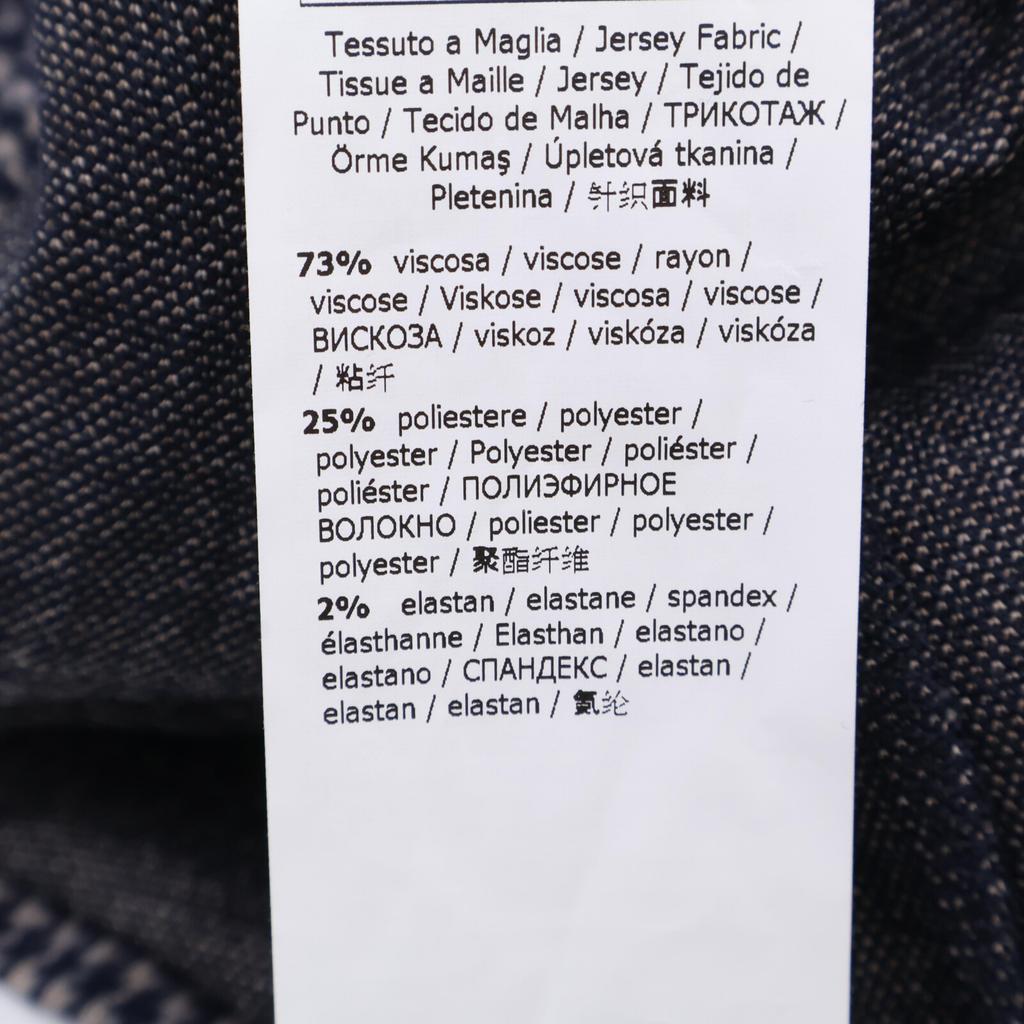 Tessuto a Maglia / Jersey Fabric /
Tissue a Maille / Jersey / Tejido de
Punto / Tecido de Malha / ТРИКОТАЖ /
Örme Kumaş / Úpletová tkanina /
Pletenina / 针织面料
73% viscosa / viscose / rayon /
viscose / Viskose / viscosa / viscose /
ВИСКОЗА / viskoz / viskóza / viskóza
/ 粘纤
25% poliestere / polyester /
polyester / Polyester / poliéster /
poliéster / ПОЛИЭФИРНОЕ
ВОЛОКНО / poliester / polyester /
polyester / 聚酯纤维
2% elastan / elastane / spandex /
élasthanne / Elasthan / elastano /
elastano / СПАНДЕКС / elastan /
elastan / elastan / 氨纶